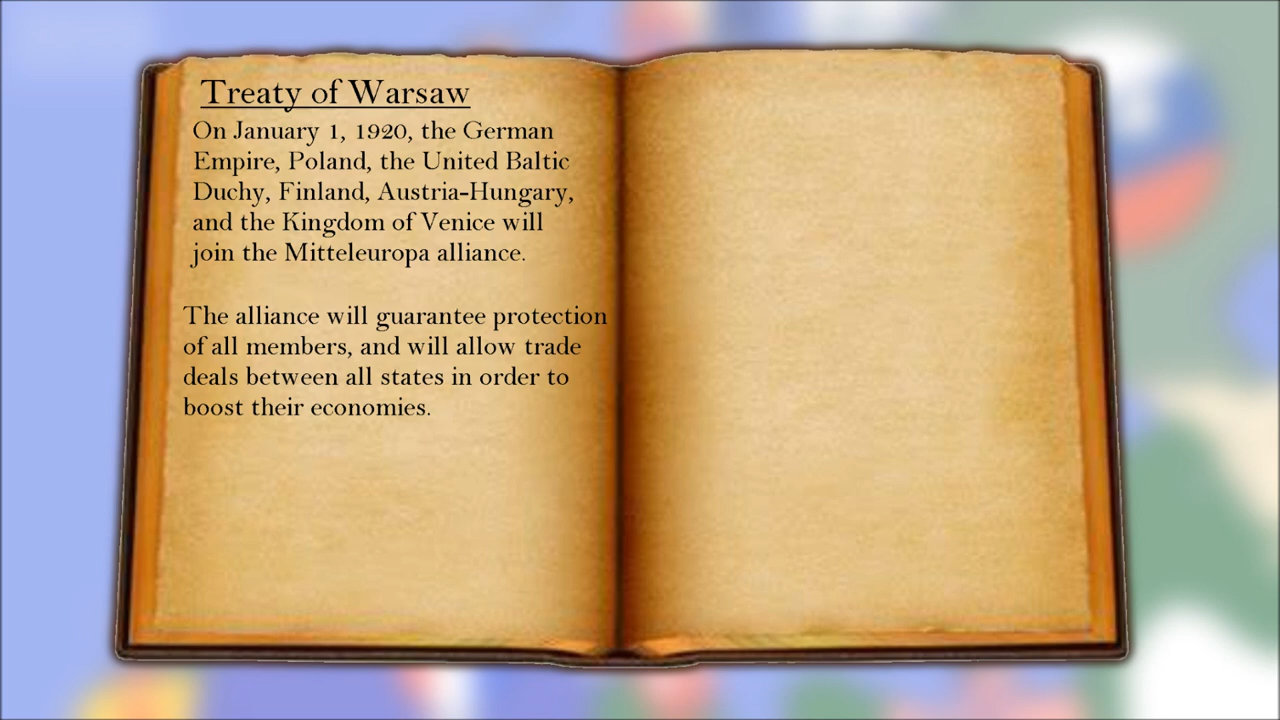 Treaty of Warsaw
On January 1, 1920, the German
Empire, Poland, the United Baltic
Duchy, Finland, Austria-Hungary,
and the Kingdom of Venice will
join the Mitteleuropa alliance.
The alliance will guarantee protection
of all members, and will allow trade
deals between all states in order to
boost their economies.